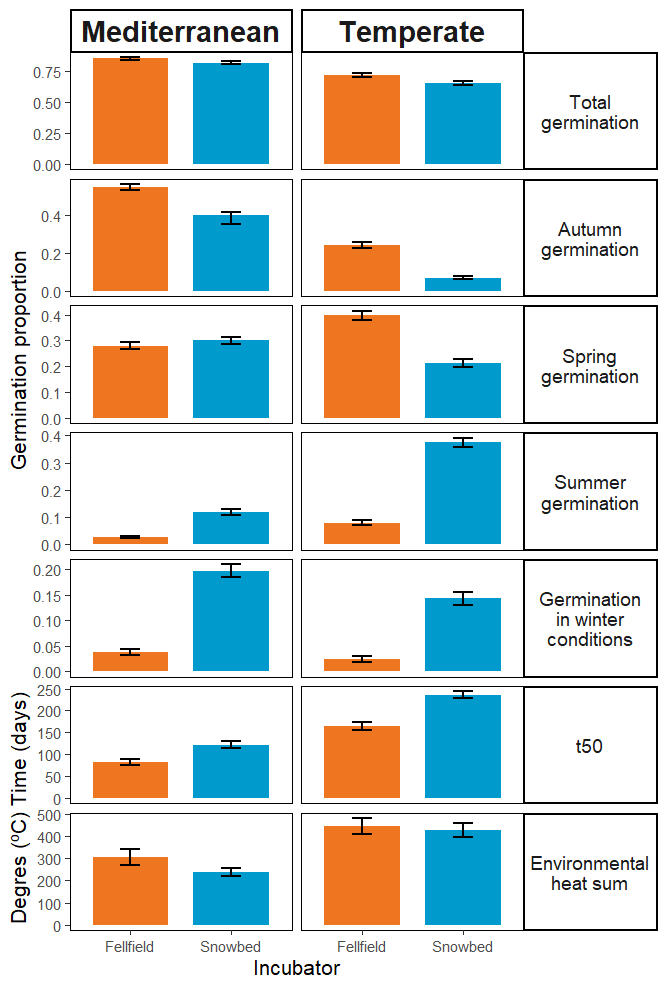 Mediterranean Temperate
0.75
0.50
0.25
0.00
Total
germination
0.4
0.2
0.0
Autumn
germination
Germination proportion
0.4
0.3
0.2
0.1
0.0
Spring
germination
0.4
0.3
0.2
0.1
0.0
Summer
germination
0.20
0.15
0.10
0.05
0.00
Germination
in winter
conditions
Time (days)
250
200
150
100
50
0
t50
Degres (ºC)
500
400
300
200
100
0
Environmental
heat sum
Fellfield Snowbed Fellfield Snowbed
Incubator